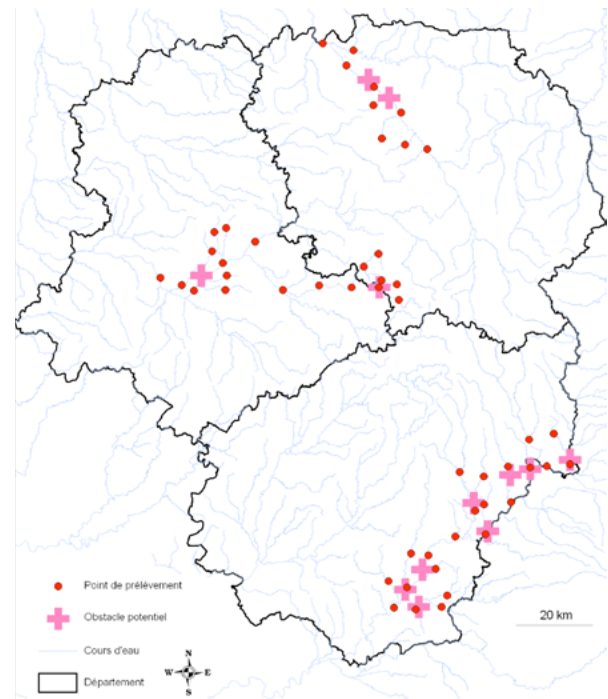 Point de prélèvement
Obstacle potentiel
20 km
Cours d'eau
N
W E
S
Département